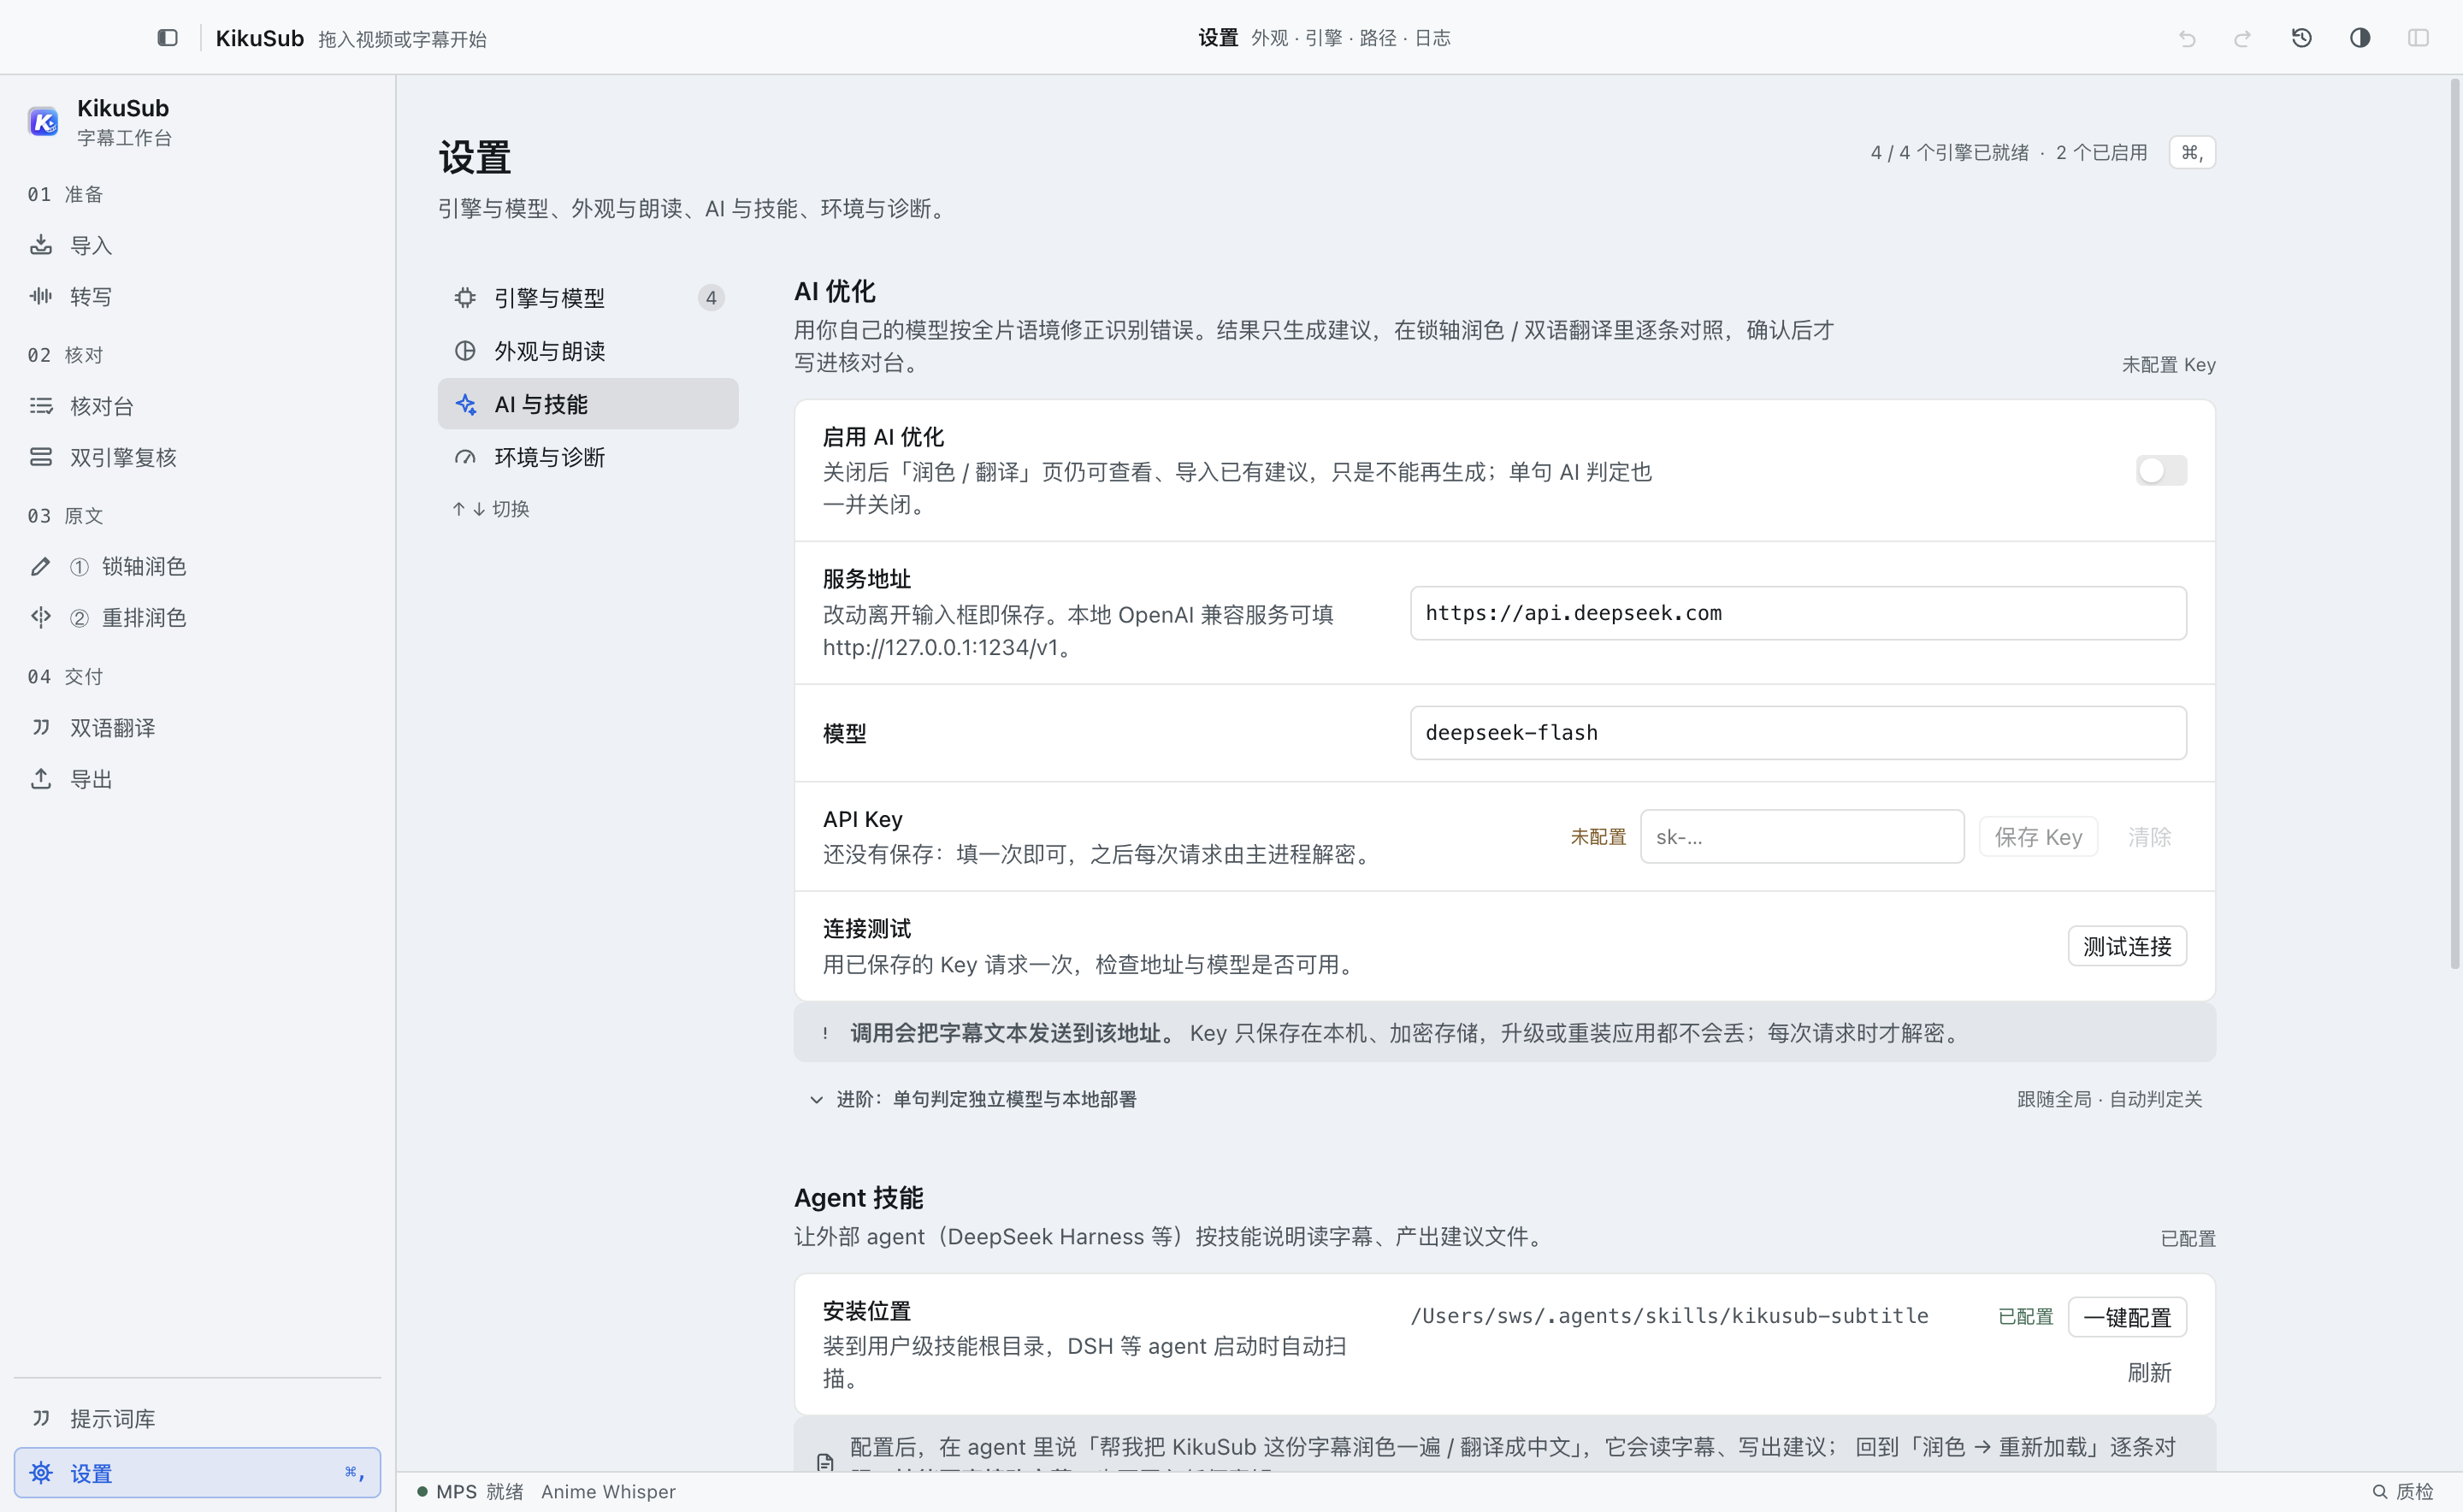 KikuSub 拖入视频或字幕开始
设置 外观 · 引擎 · 路径 · 日志
KikuSub
字幕工作台
01 准备
导入
转写
02 核对
核对台
双引擎复核
03 原文
① 锁轴润色
② 重排润色
04 交付
双语翻译
导出
提示词库
设置 ⌘,
设置
4 / 4 个引擎已就绪 · 2 个已启用 ⌘,
引擎与模型、外观与朗读、AI 与技能、环境与诊断。
引擎与模型 4
外观与朗读
AI 与技能
环境与诊断
↑ ↓ 切换
AI 优化
用你自己的模型按全片语境修正识别错误。结果只生成建议，在锁轴润色 / 双语翻译里逐条对照，确认后才
写进核对台。
未配置 Key
启用 AI 优化
关闭后「润色 / 翻译」页仍可查看、导入已有建议，只是不能再生成；单句 AI 判定也
一并关闭。
服务地址
改动离开输入框即保存。本地 OpenAI 兼容服务可填
http://127.0.0.1:1234/v1。
https://api.deepseek.com
模型
deepseek-flash
API Key
还没有保存：填一次即可，之后每次请求由主进程解密。
未配置 sk-... 保存 Key 清除
连接测试
用已保存的 Key 请求一次，检查地址与模型是否可用。
测试连接
! 调用会把字幕文本发送到该地址。 Key 只保存在本机、加密存储，升级或重装应用都不会丢；每次请求时才解密。
进阶：单句判定独立模型与本地部署
跟随全局 · 自动判定关
Agent 技能
让外部 agent（DeepSeek Harness 等）按技能说明读字幕、产出建议文件。
已配置
安装位置
装到用户级技能根目录，DSH 等 agent 启动时自动扫
描。
/Users/sws/.agents/skills/kikusub-subtitle
已配置 一键配置
刷新
配置后，在 agent 里说「帮我把 KikuSub 这份字幕润色一遍 / 翻译成中文」，它会读字幕、写出建议； 回到「润色 → 重新加载」逐条对
MPS 就绪 Anime Whisper
质检